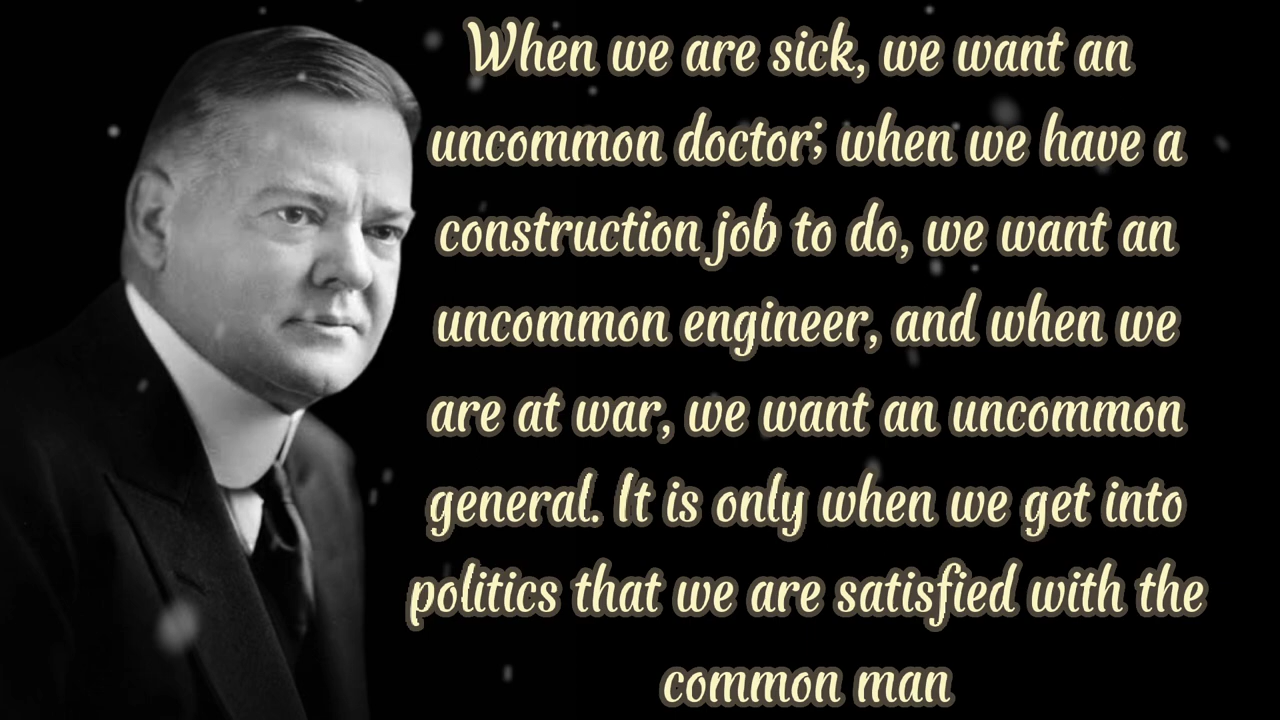 When we are sick, we want an
uncommon doctor; when we have a
construction job to do, we want an
uncommon engineer, and when we
are at war, we want an uncommon
general. It is only when we get into
politics that we are satisfied with the
common man